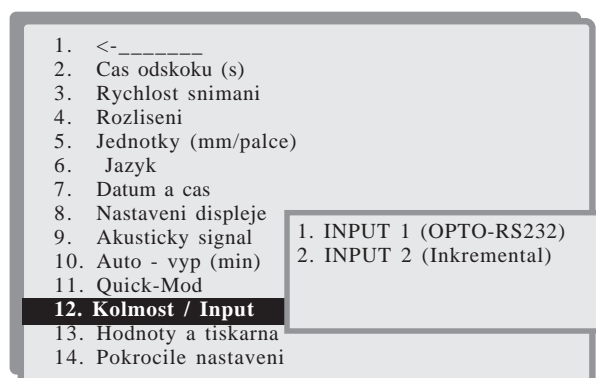 1. <-_______
2. Cas odskoku (s)
3. Rychlost snimani
4. Rozliseni
5. Jednotky (mm/palce)
6. Jazyk
7. Datum a cas
8. Nastaveni displeje
9. Akusticky signal
10. Auto - vyp (min)
11. Quick-Mod
12. Kolmost / Input
13. Hodnoty a tiskarna
14. Pokrocile nastaveni
1. INPUT 1 (OPTO-RS232)
2. INPUT 2 (Inkremental)